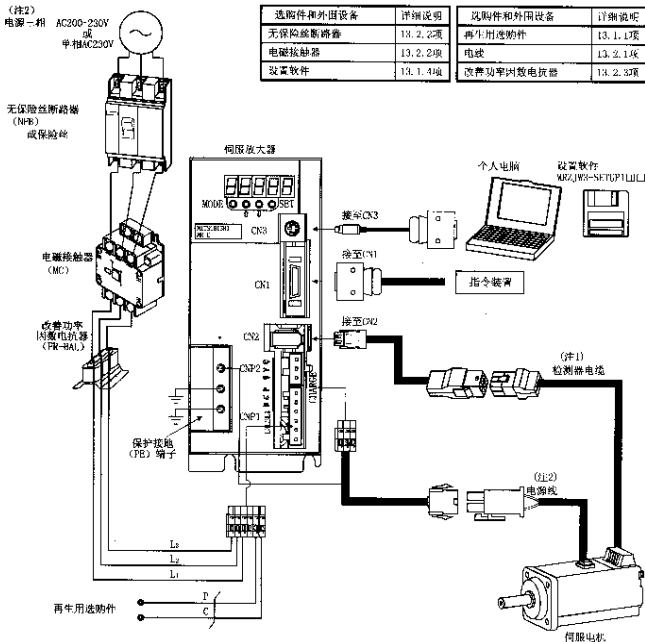 (注2)
电源三相 AC200-230V
或
单相AC230V
选购件和外围设备 详细说明
无保险丝断路器 13.2.2项
电磁接触器 13.2.2项
设置软件 13.1.4项
选购件和外围设备 详细说明
再生用选购件 13.1.1项
电线 13.2.1项
改善功率因数电抗器 13.2.3项
无保险丝断路器
(NFB)
或保险丝
伺服放大器
MODE SET
CN3
个人电脑
设置软件
接至CN3
电磁接触器
(MC)
CN1
接至CN1
指令装置
改善功率
因数电抗器
(FR-BAL)
CN2
接至CN2
CNP2
CHARGE
(注1)
检测器电缆
CNP1
保护接地
(PE) 端子
(注2)
电源线
L3
L2
L1
再生用选购件
P
C
伺服电机